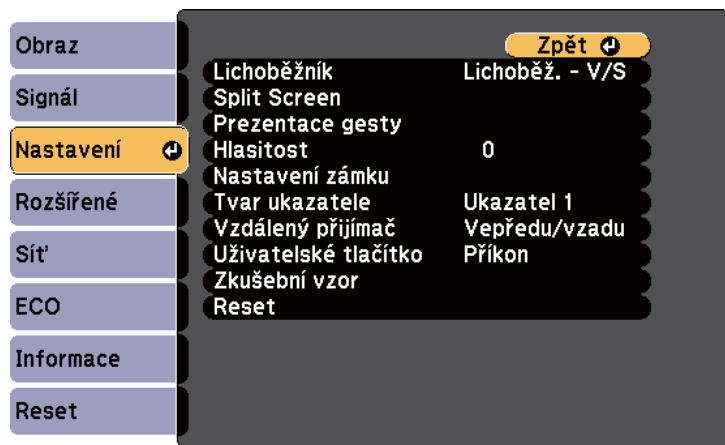 Obraz
Signál
Nastavení
Rozšířené
Síť
ECO
Informace
Reset
Zpět
Lichoběžník Lichoběž. - V/S
Split Screen
Prezentace gesty
Hlasitost 0
Nastavení zámku
Tvar ukazatele Ukazatel 1
Vzdálený přijímač Vepředu/vzadu
Uživatelské tlačítko Příkon
Zkušební vzor
Reset